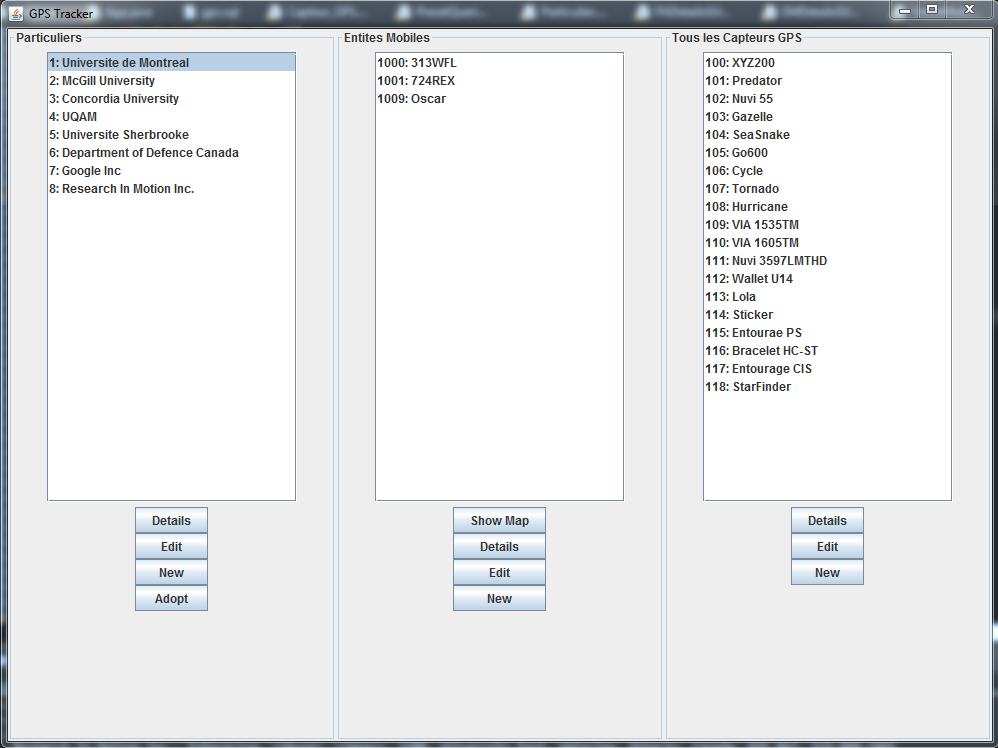 GPS Tracker
Particuliers
1: Universite de Montreal
2: McGill University
3: Concordia University
4: UQAM
5: Universite Sherbrooke
6: Department of Defence Canada
7: Google Inc
8: Research In Motion Inc.
Details
Edit
New
Adopt
Entites Mobiles
1000: 313WFL
1001: 724REX
1009: Oscar
Show Map
Details
Edit
New
Tous les Capteurs GPS
100: XYZ200
101: Predator
102: Nuvi 55
103: Gazelle
104: SeaSnake
105: Go600
106: Cycle
107: Tornado
108: Hurricane
109: VIA 1535TM
110: VIA 1605TM
111: Nuvi 3597LMTHD
112: Wallet U14
113: Lola
114: Sticker
115: Entourae PS
116: Bracelet HC-ST
117: Entourage CIS
118: StarFinder
Details
Edit
New